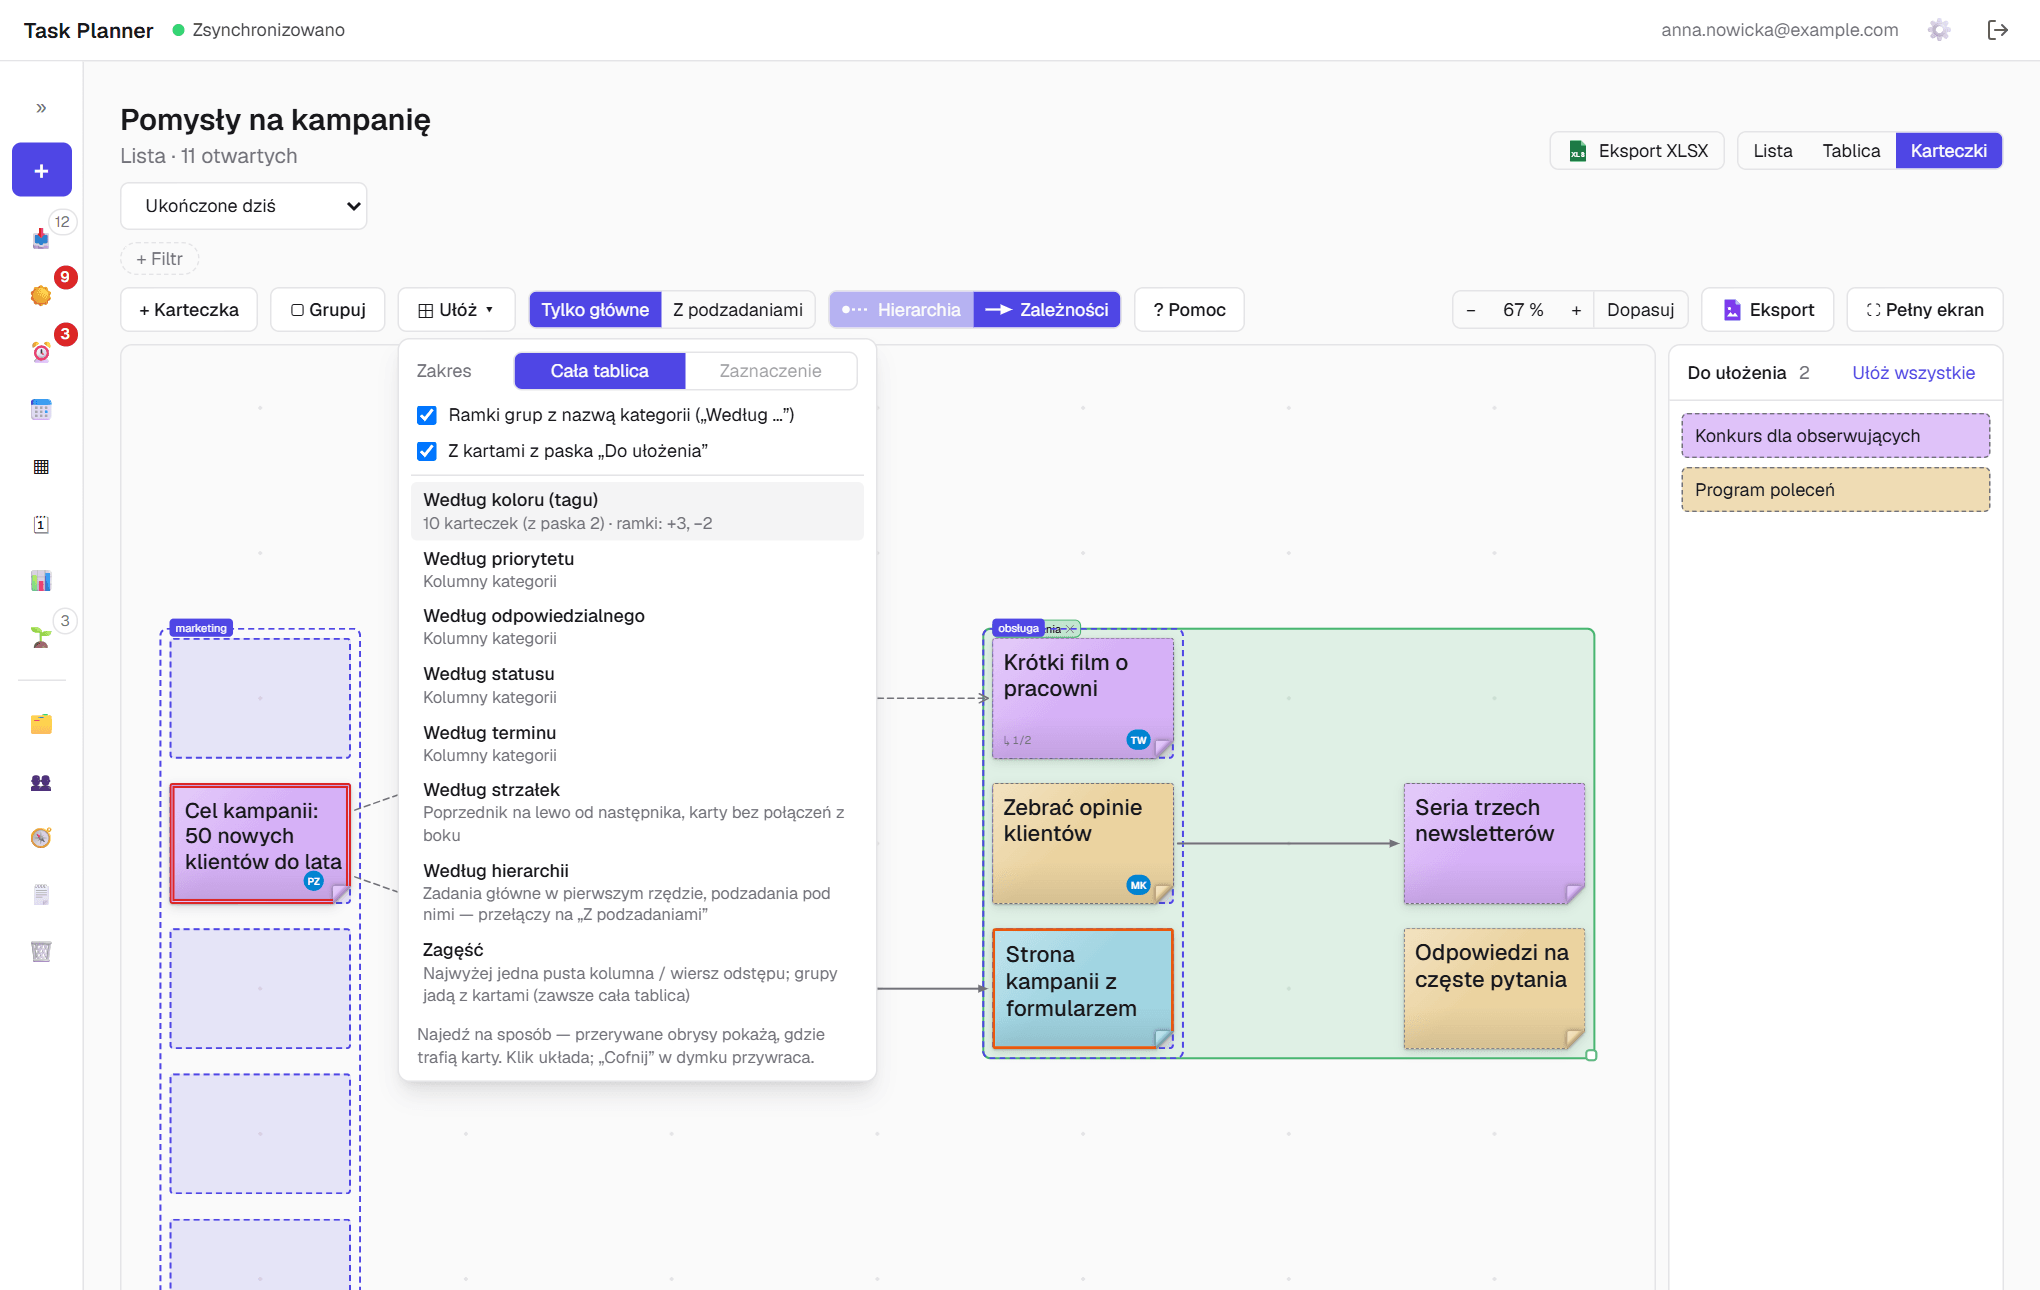 Task Planner
Zsynchronizowano
anna.nowicka@example.com
»
+
12
9
3
1
3
Pomysły na kampanię
Lista · 11 otwartych
Eksport XLSX
Lista
Tablica
Karteczki
Ukończone dziś
+ Filtr
+ Karteczka
Grupuj
Ułóż ▾
Tylko główne
Z podzadaniami
Hierarchia
Zależności
? Pomoc
−
67 %
+
Dopasuj
Eksport
Pełny ekran
Zakres
Cała tablica
Zaznaczenie
Ramki grup z nazwą kategorii („Według ...”)
Z kartami z paska „Do ułożenia”
Według koloru (tagu)
10 karteczek (z paska 2) · ramki: +3, −2
Według priorytetu
Kolumny kategorii
Według odpowiedzialnego
Kolumny kategorii
Według statusu
Kolumny kategorii
Według terminu
Kolumny kategorii
Według strzałek
Poprzednik na lewo od następnika, karty bez połączeń z
boku
Według hierarchii
Zadania główne w pierwszym rzędzie, podzadania pod
nimi — przełączy na „Z podzadaniami”
Zagęść
Najwyżej jedna pusta kolumna / wiersz odstępu; grupy
jadą z kartami (zawsze cała tablica)
Najedź na sposób — przerywane obrysy pokażą, gdzie
trafią karty. Klik układa; „Cofnij” w dymku przywraca.
marketing
Cel kampanii:
50 nowych
klientów do lata
PZ
obsługa
Krótki film o
pracowni
↳ 1/2
TW
Zebrać opinie
klientów
MK
Strona
kampanii z
formularzem
Seria trzech
newsletterów
Odpowiedzi na
częste pytania
Do ułożenia 2
Ułóż wszystkie
Konkurs dla obserwujących
Program poleceń